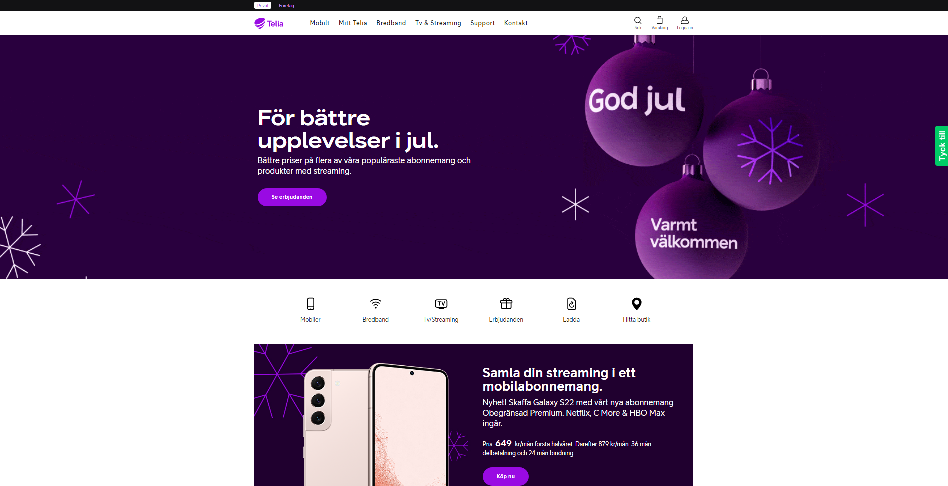 Privat Företag
Telia Mobilt Mitt Telia Bredband Tv & Streaming Support Kontakt
Sök Varukorg Logga in
För bättre
upplevelser i jul.
Bättre priser på flera av våra populäraste abonnemang och
produkter med streaming.
Se erbjudanden
God jul
Varmt
välkommen
Tyck till
TV
Mobiler Bredband Tv/Streaming Erbjudanden Ladda Hitta butik
Samla din streaming i ett
mobilabonnemang.
Nyhet! Skaffa Galaxy S22 med vårt nya abonnemang
Obegränsad Premium. Netflix, C More & HBO Max
ingår.
Pris 649 kr/mån första halvåret. Därefter 879 kr/mån. 36 mån
delbetalning och 24 mån bindning.
Köp nu